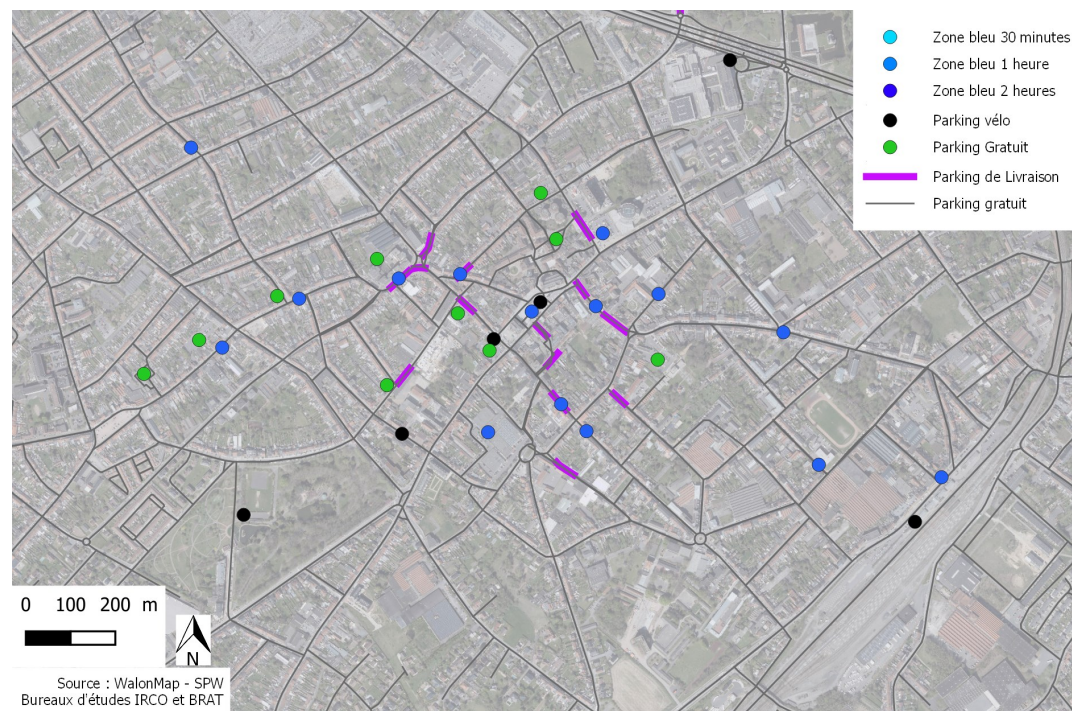 Zone bleu 30 minutes
Zone bleu 1 heure
Zone bleu 2 heures
Parking vélo
Parking Gratuit
Parking de Livraison
Parking gratuit
0 100 200 m
N
Source : WalonMap - SPW
Bureaux d'études IRCO et BRAT